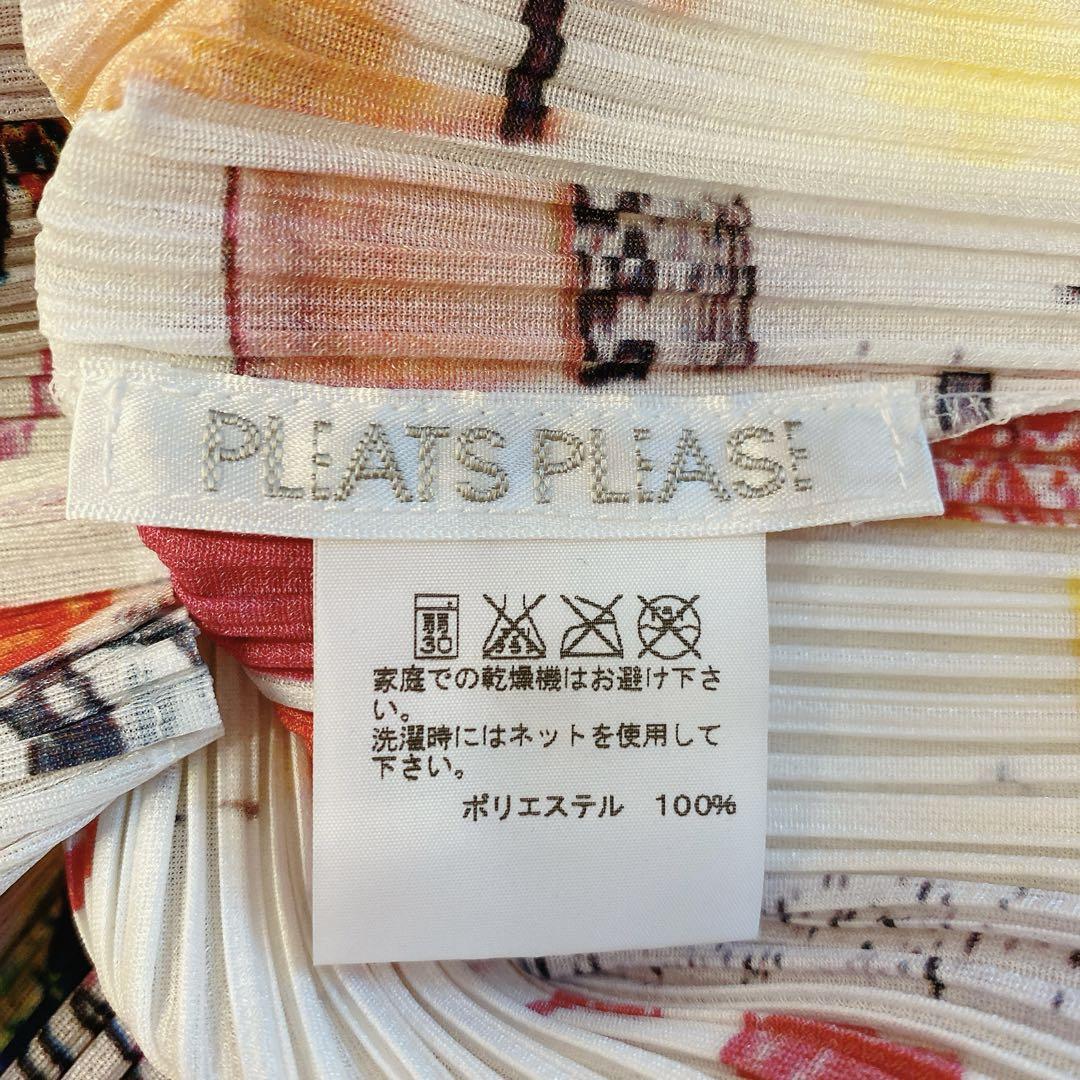 PLEATS PLEASE
弱
30
家庭での乾燥機はお避け下さ
い。
洗濯時にはネットを使用して
下さい。
ポリエステル 100%